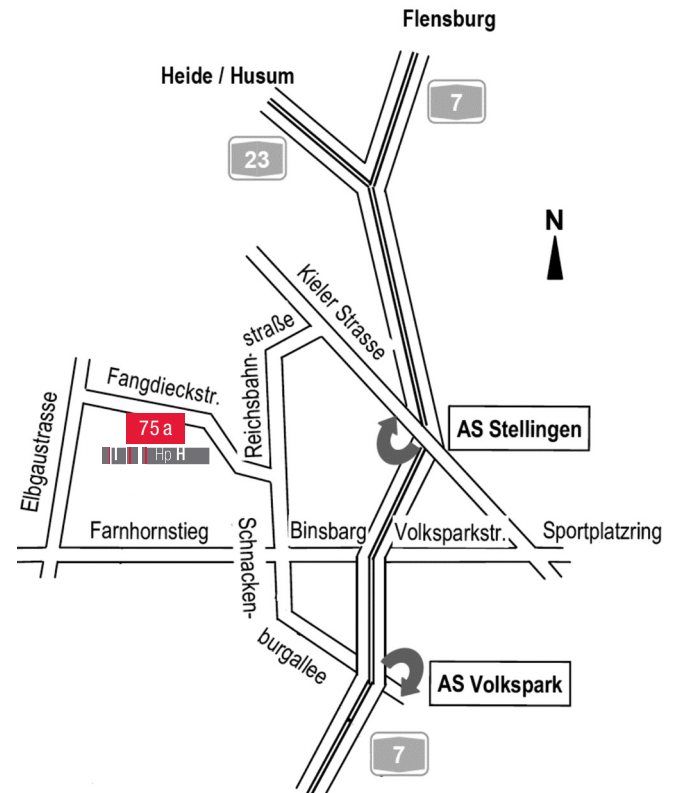 Flensburg
Heide / Husum
7
23
N
Kieler Strasse
Reichsbahn-
straße
Fangdieckstr.
Elbgaustrasse
75 a
Hp H
AS Stellingen
Farnhornstieg
Binsbarg
Volksparkstr.
Sportplatzring
Schnacken-
burgallee
AS Volkspark
7